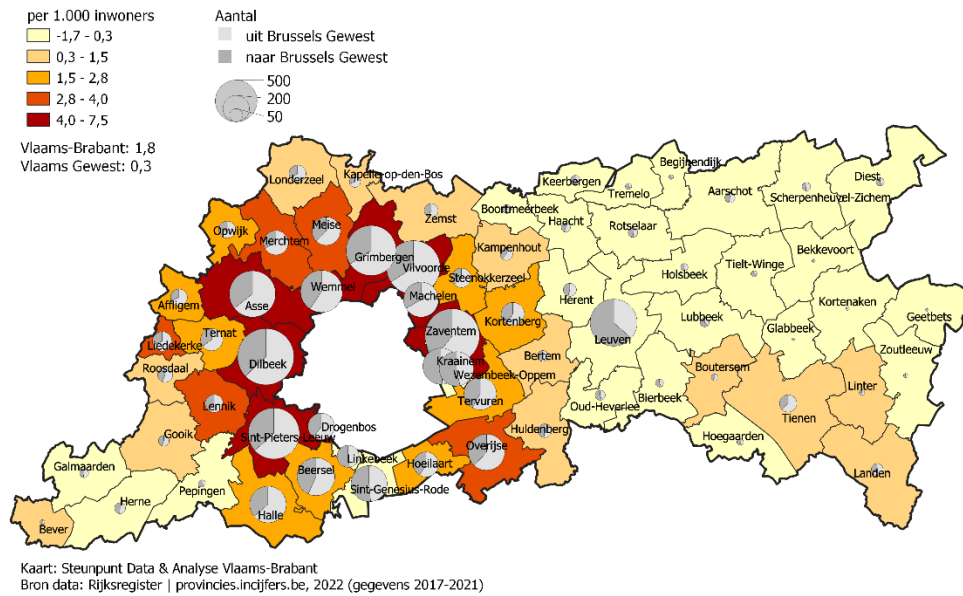 per 1.000 inwoners
-1,7 - 0,3
0,3 - 1,5
1,5 - 2,8
2,8 - 4,0
4,0 - 7,5
Vlaams-Brabant: 1,8
Vlaams Gewest: 0,3
Aantal
uit Brussels Gewest
naar Brussels Gewest
500
200
50
Londerzeel
Kapelle-op-den-Bos
Zemst
Opwijk
Merchtem
Meise
Grimbergen
Vilvoorde
Boortmeerbeek
Kampenhout
Steenokkerzeel
Machelen
Wemmel
Asse
Affligem
Ternat
Liedekerke
Roosdaal
Dilbeek
Lennik
Gooik
Sint-Pieters-Leeuw
Drogenbos
Linkebeek
Beersel
Halle
Sint-Genesius-Rode
Hoeilaart
Overijse
Huldenberg
Tervuren
Wezembeek-Oppem
Kraainem
Zaventem
Kortenberg
Bertem
Galmaarden
Herne
Pepingen
Bever
Keerbergen
Tremelo
Begijnendijk
Aarschot
Scherpenheuvel-Zichem
Diest
Haacht
Rotselaar
Holsbeek
Tielt-Winge
Bekkevoort
Kortenaken
Geetbets
Zoutleeuw
Glabbeek
Lubbeek
Herent
Leuven
Oud-Heverlee
Bierbeek
Boutersem
Hoegaarden
Tienen
Linter
Landen
Kaart: Steunpunt Data & Analyse Vlaams-Brabant
Bron data: Rijksregister | provincies.incijfers.be, 2022 (gegevens 2017-2021)